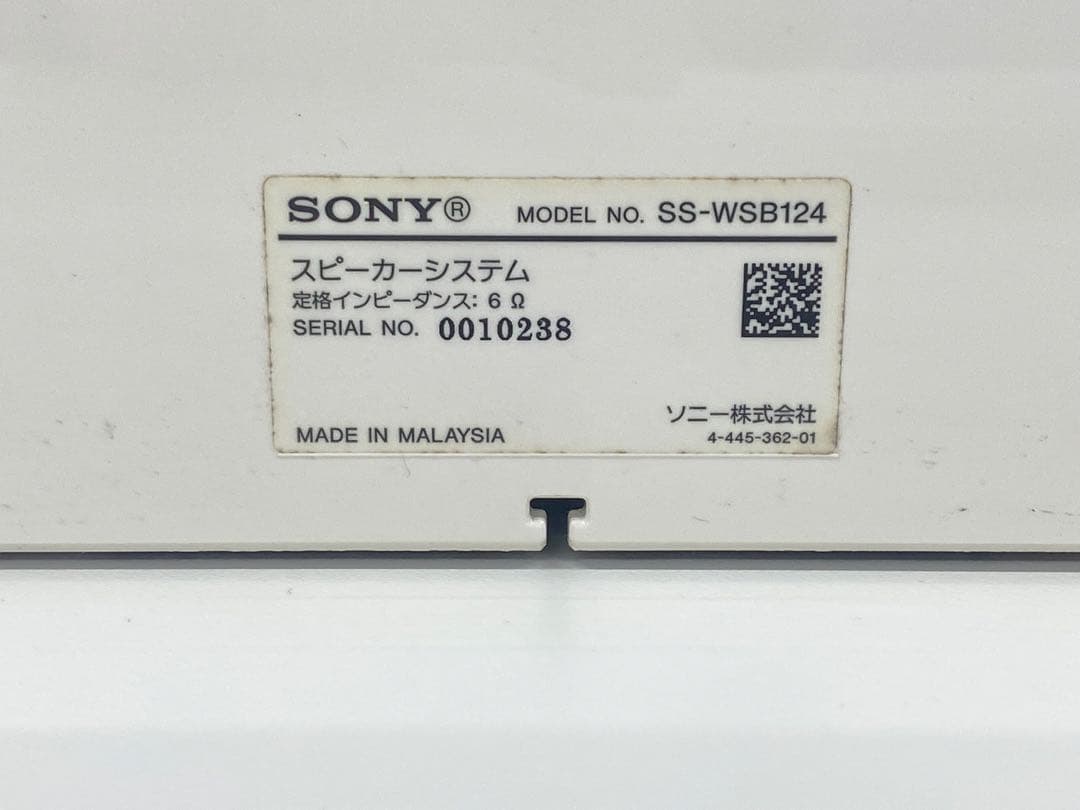 SONY® MODEL NO. SS-WSB124
スピーカーシステム
定格インピーダンス: 6 Ω
SERIAL NO. 0010238
ソニー株式会社
MADE IN MALAYSIA 4-445-362-01